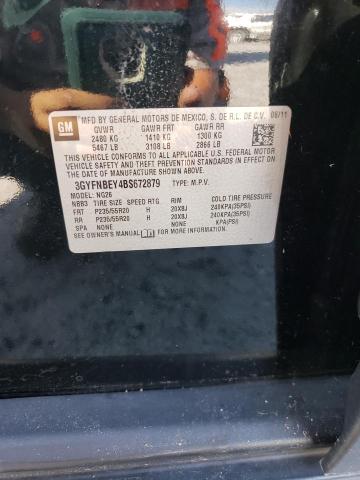 GM
MFD BY GENERAL MOTORS DE MEXICO, S. DE R.L. DE C.V. 06/11
GVWR GAWR FRT GAWR RR
2480 KG 1410 KG 1300 KG
5467 LB 3108 LB 2866 LB
THIS VEHICLE CONFORMS TO ALL APPLICABLE U.S. FEDERAL MOTOR
VEHICLE SAFETY AND THEFT PREVENTION STANDARDS IN EFFECT ON THE
DATE OF MANUFACTURE SHOWN ABOVE.
3GYFNBEY4BS672879 TYPE: M.P.V.
MODEL: NG26
NBB3 TIRE SIZE SPEED RTG RIM COLD TIRE PRESSURE
FRT P235/55R20 H 20X8J 240KPA(35PSI)
RR P235/55R20 H 20X8J 240KPA(35PSI)
SPA NONE NONE KPA(PSI)
SEE OWNER'S MANUAL FOR ADDITIONAL INFORMATION.